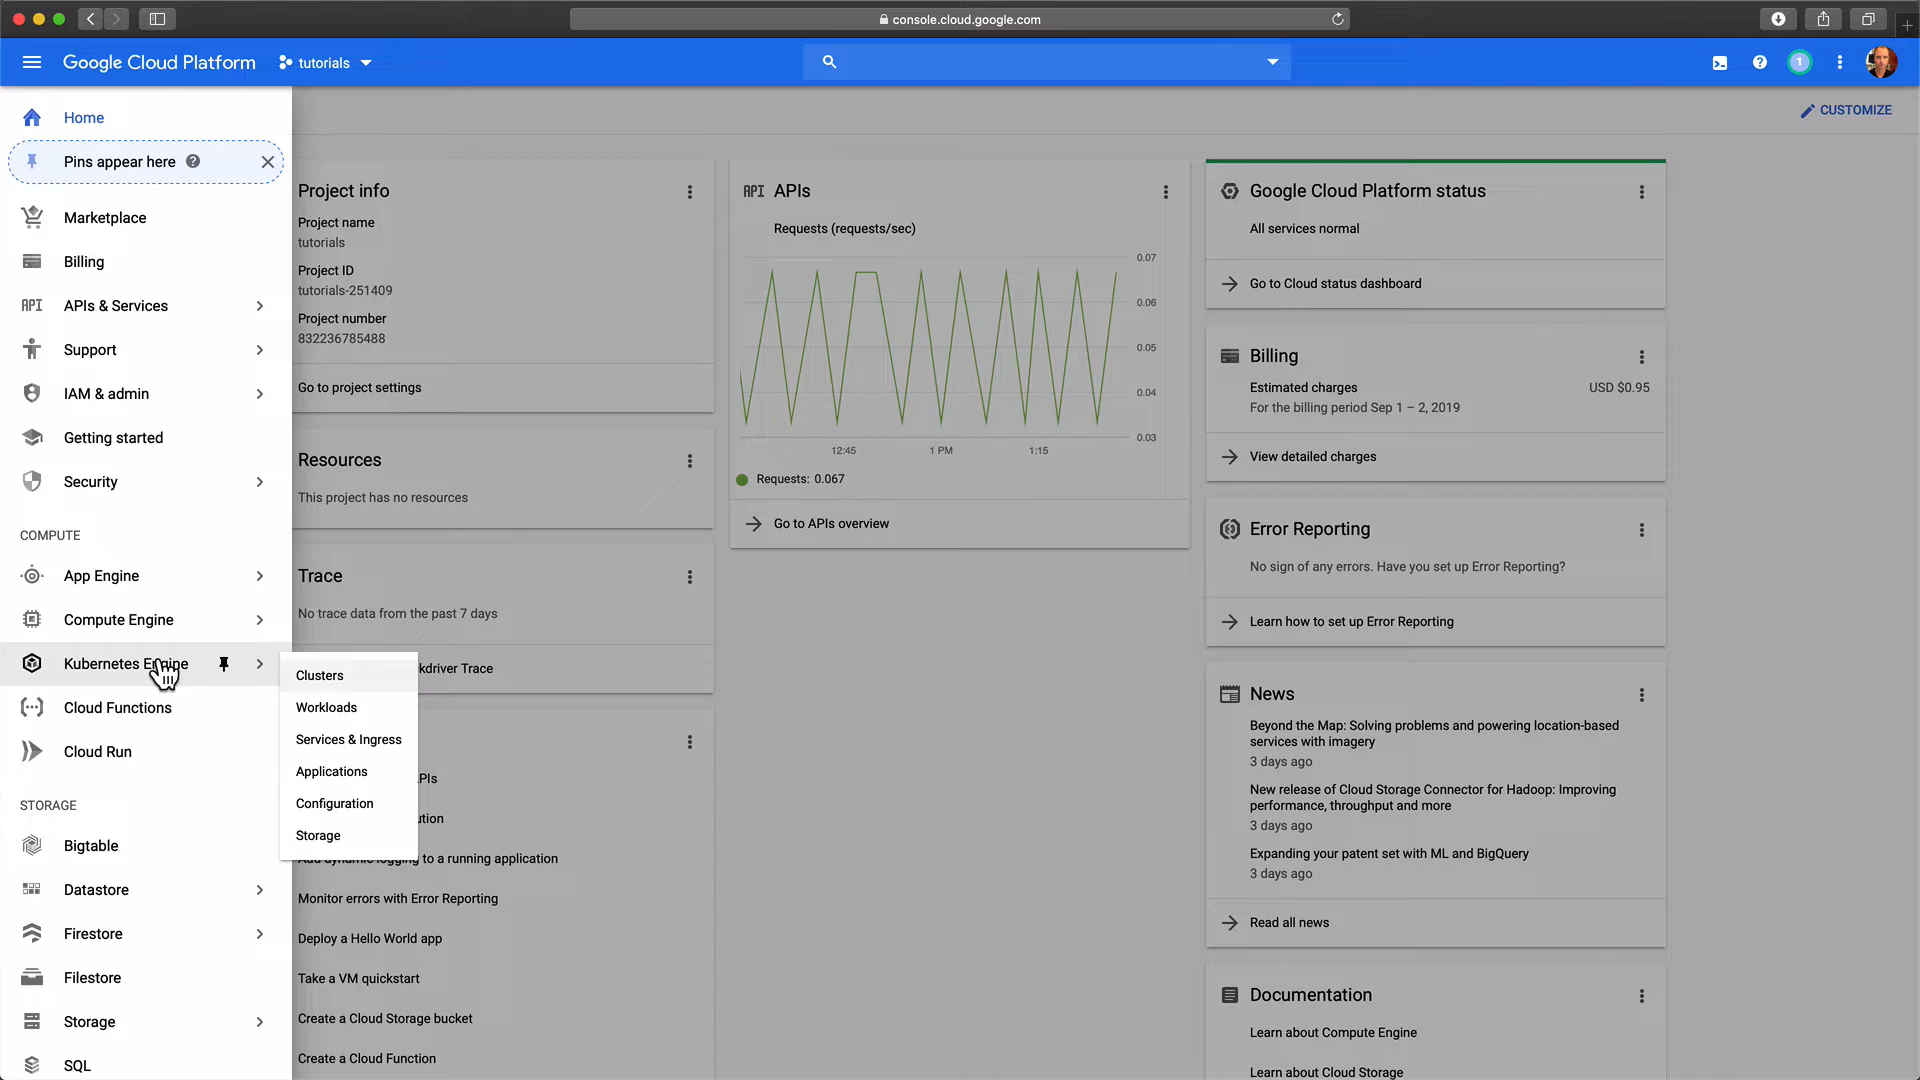 console.cloud.google.com
Google Cloud Platform
tutorials
1
CUSTOMIZE
Home
Pins appear here
Marketplace
Billing
API APIs & Services
Support
IAM & admin
Getting started
Security
COMPUTE
App Engine
Compute Engine
Kubernetes Engine
Cloud Functions
Cloud Run
STORAGE
Bigtable
Datastore
Firestore
Filestore
Storage
SQL
Clusters
Workloads
Services & Ingress
Applications
Configuration
Storage
Project info
Project name
tutorials
Project ID
tutorials-251409
Project number
832236785488
Go to project settings
Resources
This project has no resources
Trace
No trace data from the past 7 days
kdriver Trace
PIs
ution
Add dynamic logging to a running application
Monitor errors with Error Reporting
Deploy a Hello World app
Take a VM quickstart
Create a Cloud Storage bucket
Create a Cloud Function
API APIs
Requests (requests/sec)
0.07
0.06
0.05
0.04
0.03
12:45 1 PM 1:15
Requests: 0.067
Go to APIs overview
Google Cloud Platform status
All services normal
Go to Cloud status dashboard
Billing
Estimated charges USD $0.95
For the billing period Sep 1 – 2, 2019
View detailed charges
Error Reporting
No sign of any errors. Have you set up Error Reporting?
Learn how to set up Error Reporting
News
Beyond the Map: Solving problems and powering location-based
services with imagery
3 days ago
New release of Cloud Storage Connector for Hadoop: Improving
performance, throughput and more
3 days ago
Expanding your patent set with ML and BigQuery
3 days ago
Read all news
Documentation
Learn about Compute Engine
Learn about Cloud Storage